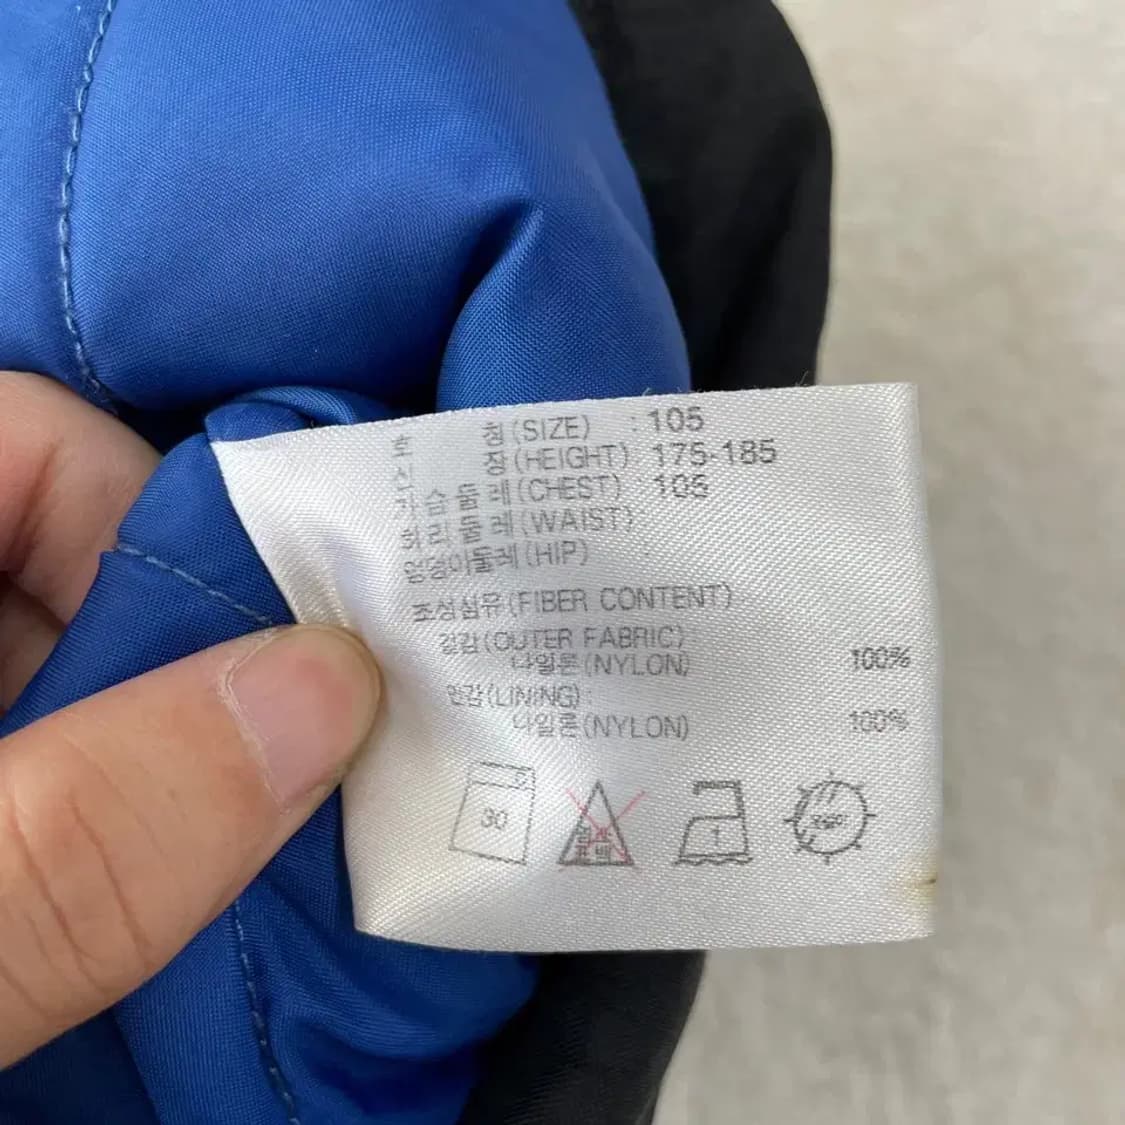 호 칭(SIZE) : 105
신 장(HEIGHT) : 175-185
가슴둘레(CHEST) : 105
허리둘레(WAIST) :
엉덩이둘레(HIP) :
조성섬유(FIBER CONTENT)
겉감(OUTER FABRIC) :
나일론(NYLON) 100%
안감(LINING) :
나일론(NYLON) 100%
30 1